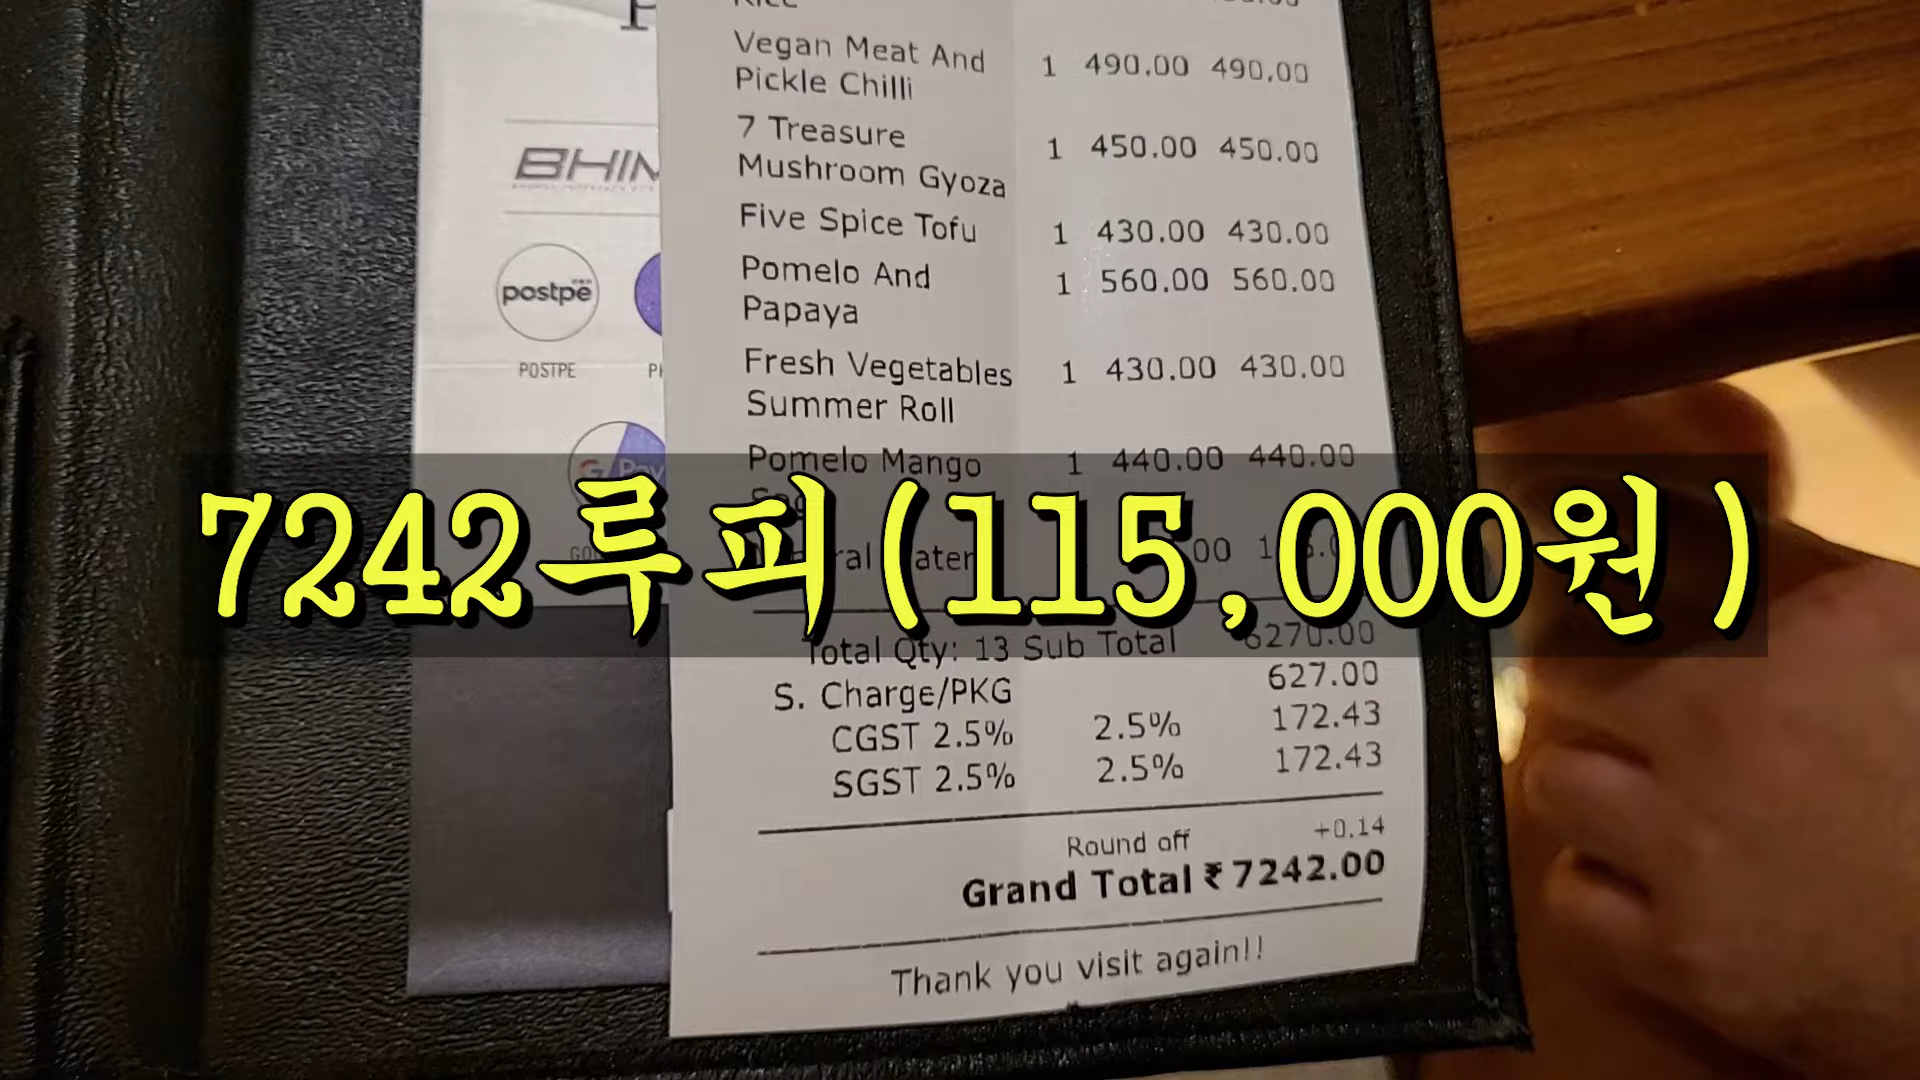 Vegan Meat And 1 490.00 490.00
Pickle Chilli
7 Treasure 1 450.00 450.00
Mushroom Gyoza
Five Spice Tofu 1 430.00 430.00
Pomelo And 1 560.00 560.00
Papaya
Fresh Vegetables 1 430.00 430.00
Summer Roll
Pomelo Mango 1 440.00 440.00
7242루피(115,000원)
Total Qty: 13 Sub Total 6270.00
S. Charge/PKG 627.00
CGST 2.5% 2.5% 172.43
SGST 2.5% 2.5% 172.43
Round off +0.14
Grand Total ₹ 7242.00
Thank you visit again!!
postpe
POSTPE
G Pay